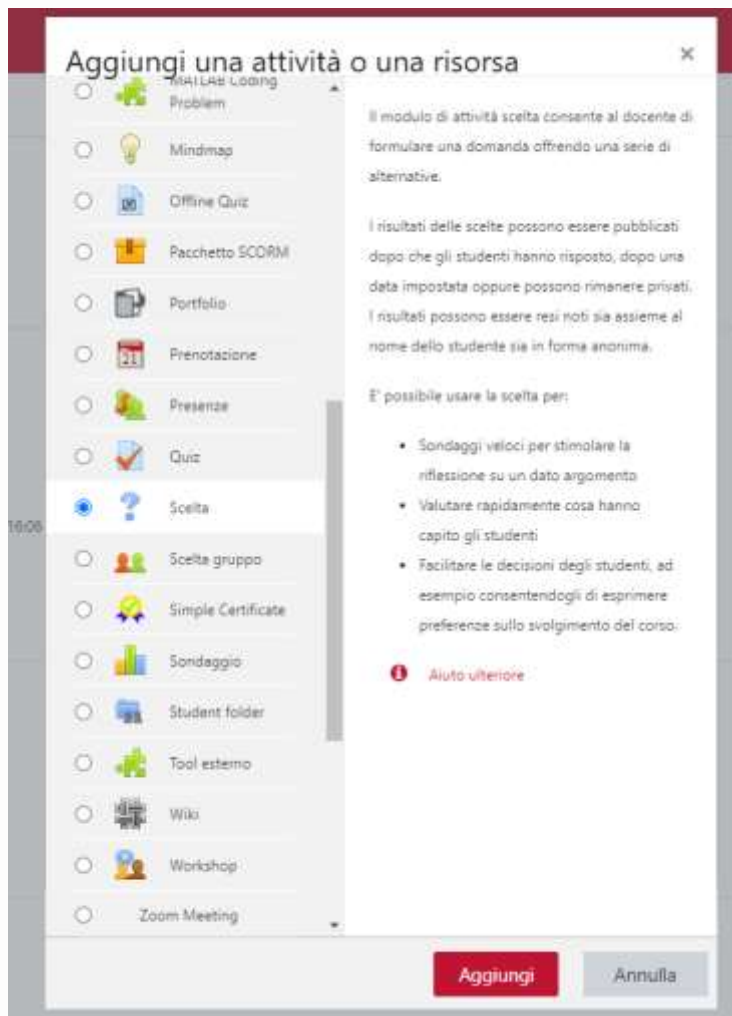 Aggiungi una attività o una risorsa
×
MATLAB Coding
Problem
Mindmap
Offline Quiz
Pacchetto SCORM
Portfolio
21
Prenotazione
Presenze
Quiz
Scelta
Scelta gruppo
Simple Certificate
Sondaggio
Student folder
Tool esterno
Wiki
Workshop
Zoom Meeting
16:06
Il modulo di attività scelta consente al docente di
formulare una domanda offrendo una serie di
alternative.
I risultati delle scelte possono essere pubblicati
dopo che gli studenti hanno risposto, dopo una
data impostata oppure possono rimanere privati.
I risultati possono essere resi noti sia assieme al
nome dello studente sia in forma anonima.
E' possibile usare la scelta per:
• Sondaggi veloci per stimolare la
riflessione su un dato argomento
• Valutare rapidamente cosa hanno
capito gli studenti
• Facilitare le decisioni degli studenti, ad
esempio consentendogli di esprimere
preferenze sullo svolgimento del corso.
Aiuto ulteriore
Aggiungi
Annulla